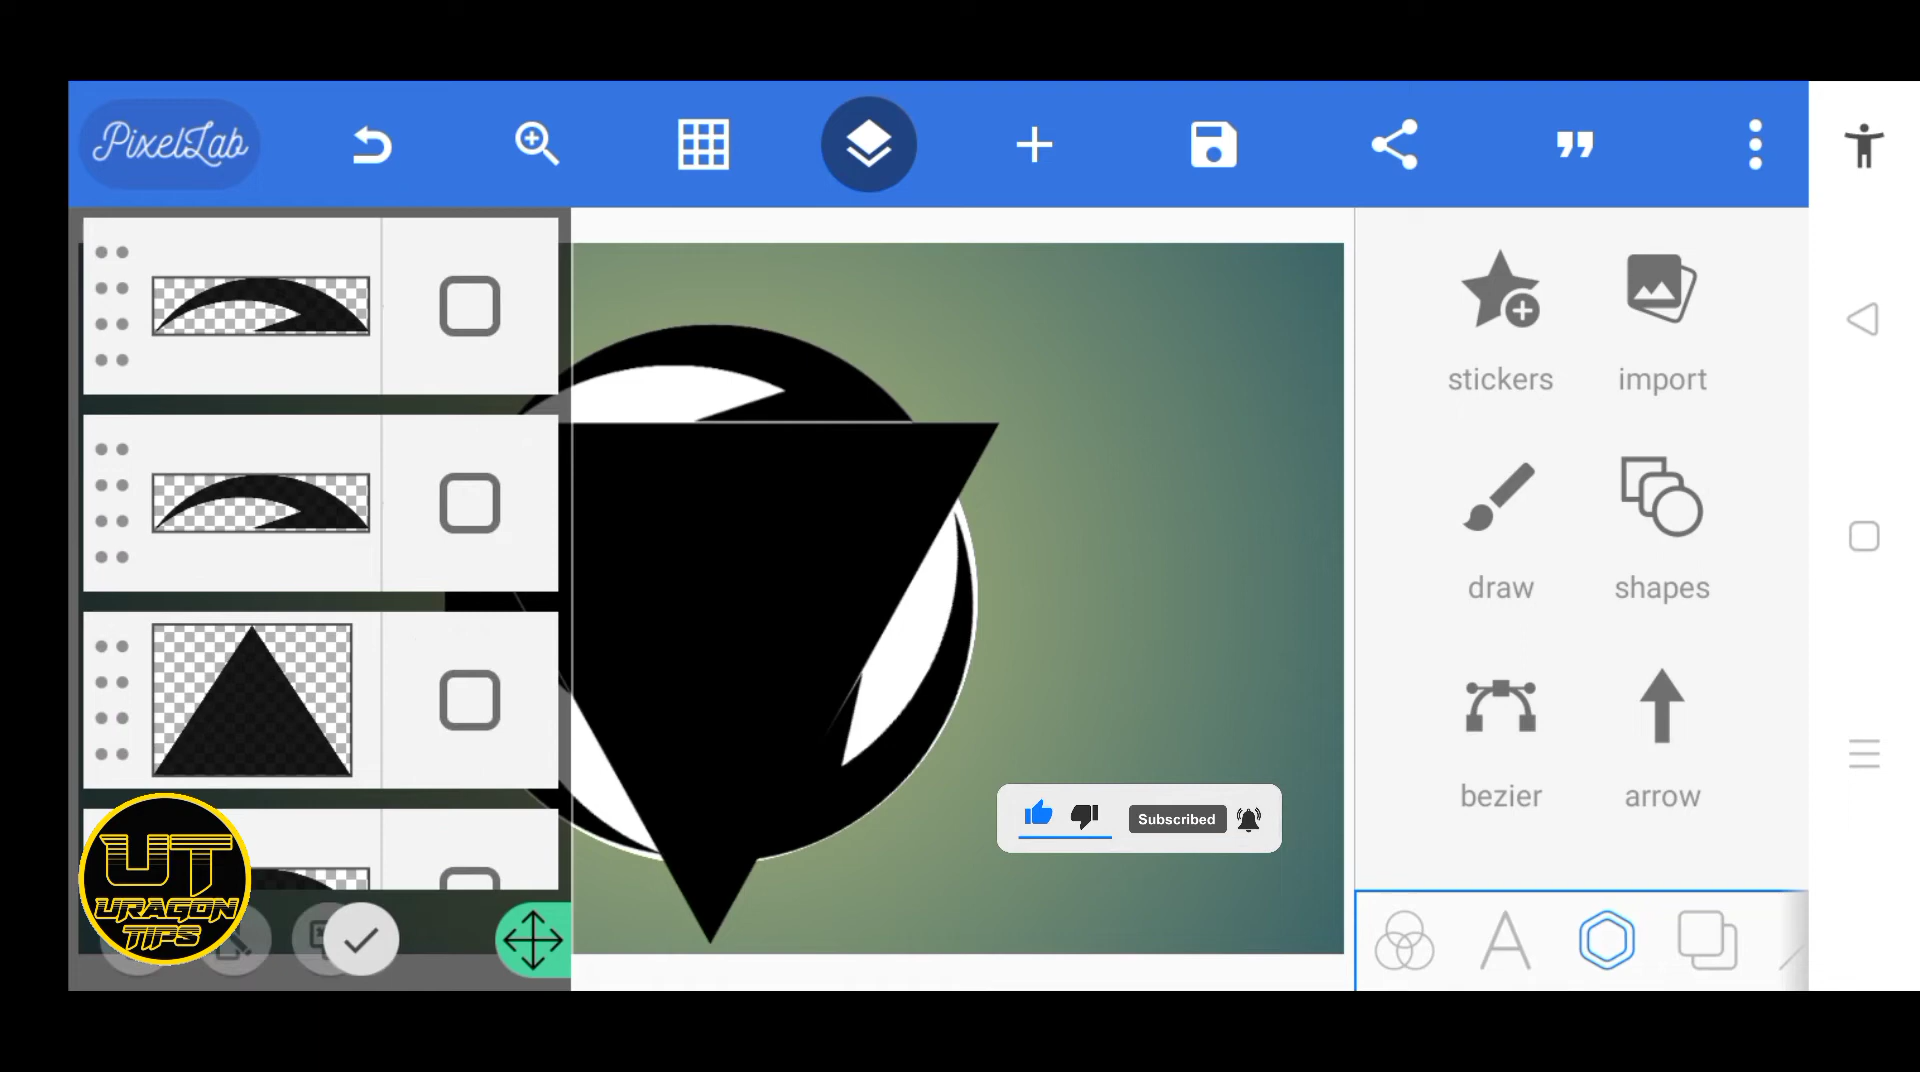 PixelLab
stickers
import
draw
shapes
bezier
arrow
Subscribed
UT
URAGON
TIPS